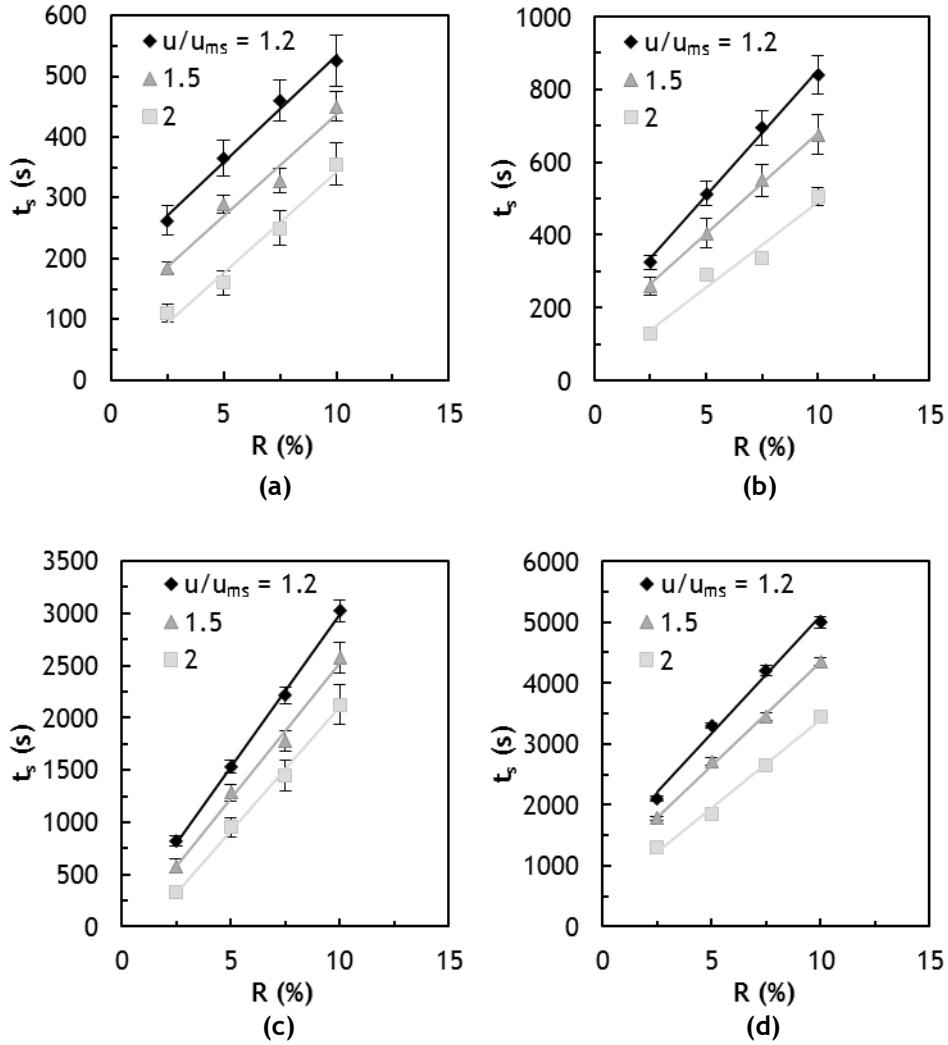 600
500
400
300
200
100
0
t_s (s)
u/u_ms = 1.2
1.5
2
0 5 10 15
R (%)
(a)
1000
800
600
400
200
0
t_s (s)
u/u_ms = 1.2
1.5
2
0 5 10 15
R (%)
(b)
3500
3000
2500
2000
1500
1000
500
0
t_s (s)
u/u_ms = 1.2
1.5
2
0 5 10 15
R (%)
(c)
6000
5000
4000
3000
2000
1000
0
t_s (s)
u/u_ms = 1.2
1.5
2
0 5 10 15
R (%)
(d)